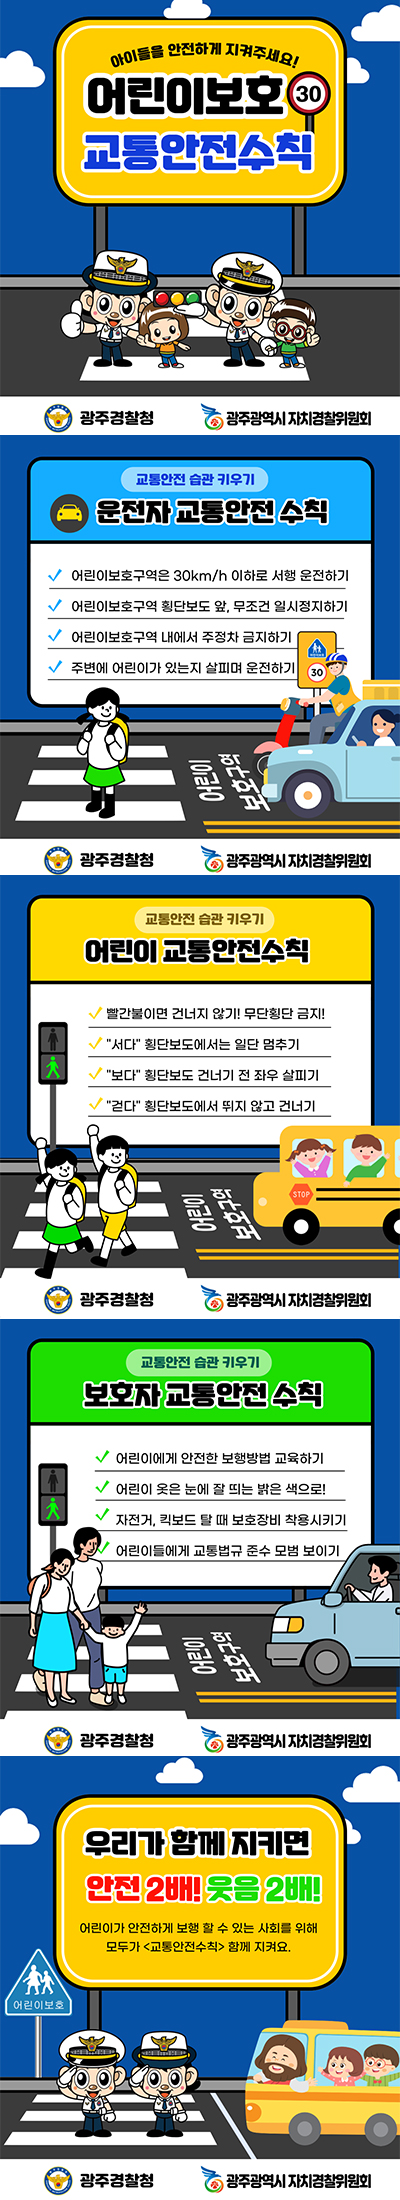 아이들을 안전하게 지켜주세요!
어린이보호
30
교통안전수칙
광주경찰청
광주광역시 자치경찰위원회
교통안전 습관 키우기
운전자 교통안전 수칙
어린이보호구역은 30km/h 이하로 서행 운전하기
어린이보호구역 횡단보도 앞, 무조건 일시정지하기
어린이보호구역 내에서 주정차 금지하기
주변에 어린이가 있는지 살피며 운전하기
30
어린이
보호구역
광주경찰청
광주광역시 자치경찰위원회
교통안전 습관 키우기
어린이 교통안전수칙
빨간불이면 건너지 않기! 무단횡단 금지!
"서다" 횡단보도에서는 일단 멈추기
"보다" 횡단보도 건너기 전 좌우 살피기
"걷다" 횡단보도에서 뛰지 않고 건너기
STOP
어린이
보호구역
광주경찰청
광주광역시 자치경찰위원회
교통안전 습관 키우기
보호자 교통안전 수칙
어린이에게 안전한 보행방법 교육하기
어린이 옷은 눈에 잘 띄는 밝은 색으로!
자전거, 킥보드 탈 때 보호장비 착용시키기
어린이들에게 교통법규 준수 모범 보이기
어린이
보호구역
광주경찰청
광주광역시 자치경찰위원회
우리가 함께 지키면
안전 2배! 웃음 2배!
어린이가 안전하게 보행 할 수 있는 사회를 위해
모두가 <교통안전수칙> 함께 지켜요.
어린이보호
광주경찰청
광주광역시 자치경찰위원회